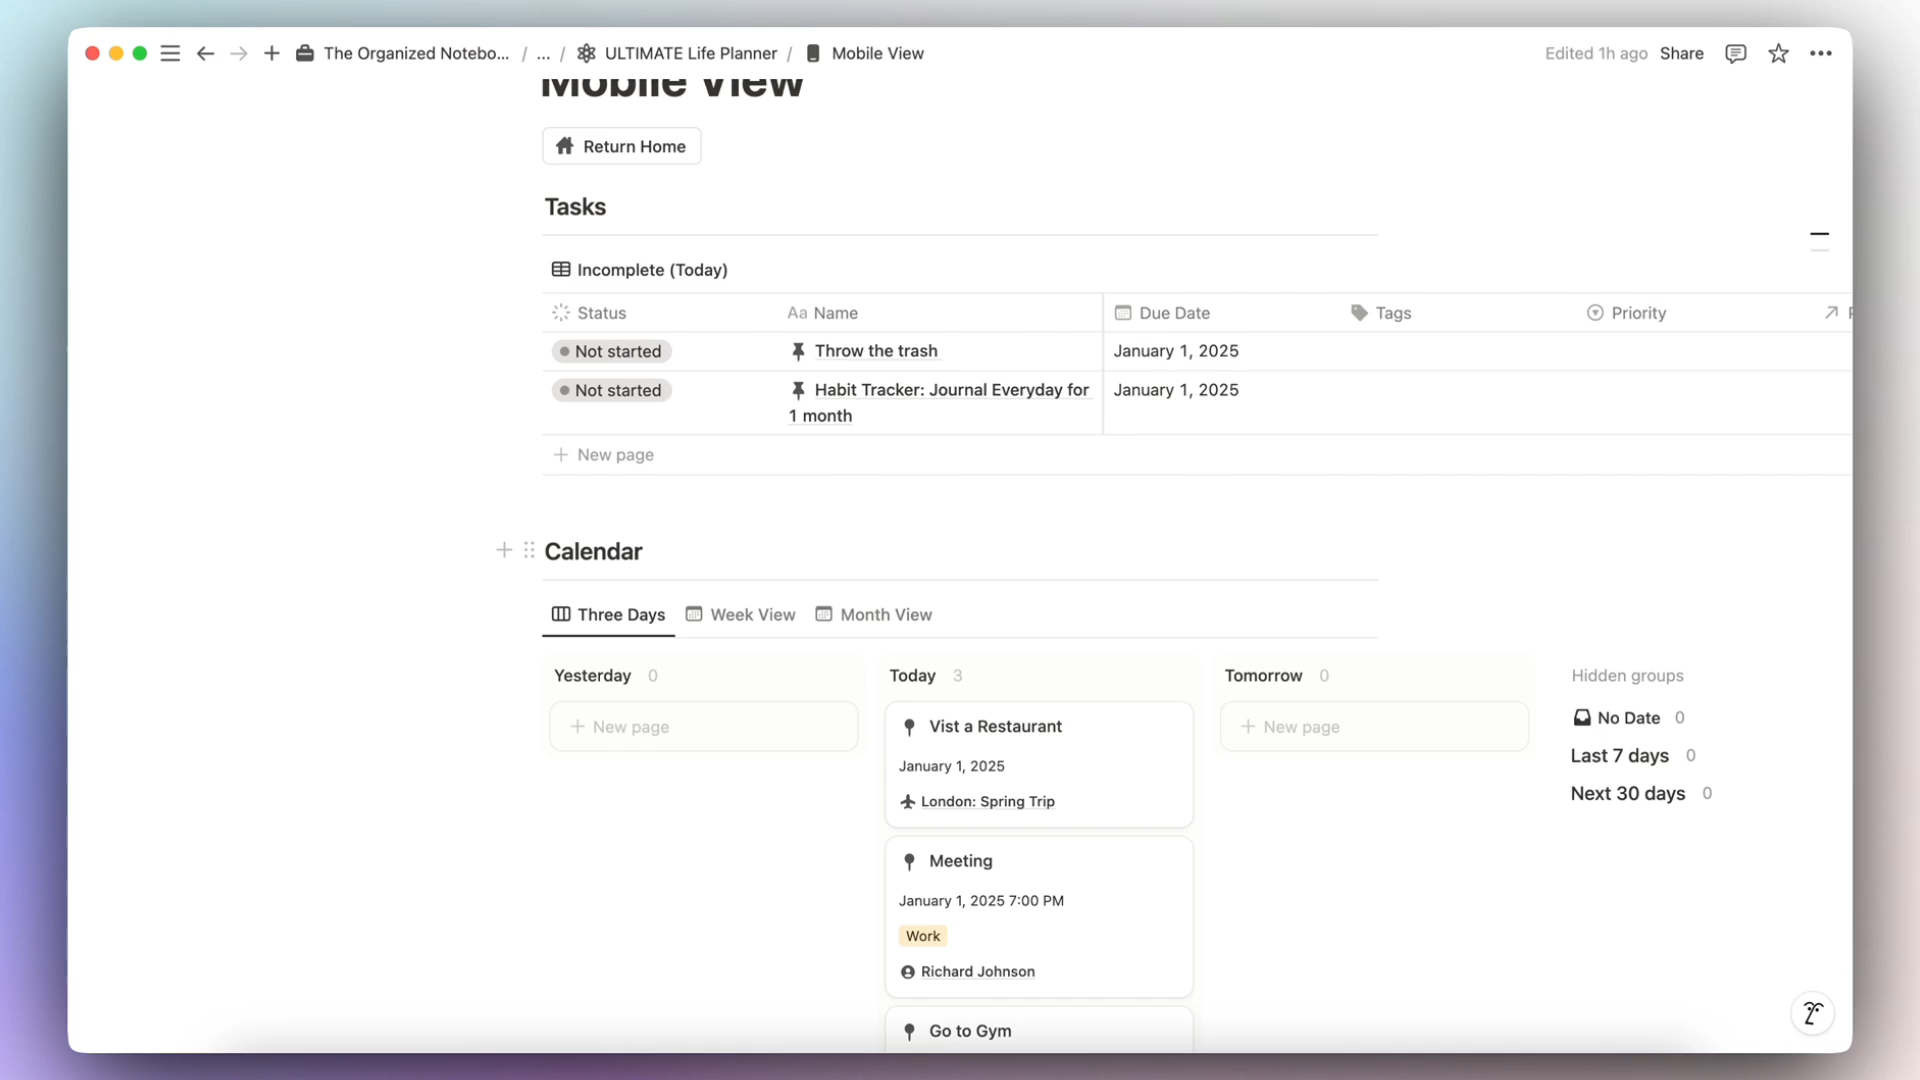 The Organized Notebo... / ... / ULTIMATE Life Planner / Mobile View
Edited 1h ago Share
Mobile View
Return Home
Tasks
Incomplete (Today)
Status Aa Name Due Date Tags Priority
Not started Throw the trash January 1, 2025
Not started Habit Tracker: Journal Everyday for January 1, 2025
1 month
+ New page
Calendar
Three Days Week View Month View
Yesterday 0 Today 3 Tomorrow 0 Hidden groups
+ New page
Vist a Restaurant
January 1, 2025
London: Spring Trip
+ New page
No Date 0
Last 7 days 0
Next 30 days 0
Meeting
January 1, 2025 7:00 PM
Work
Richard Johnson
Go to Gym